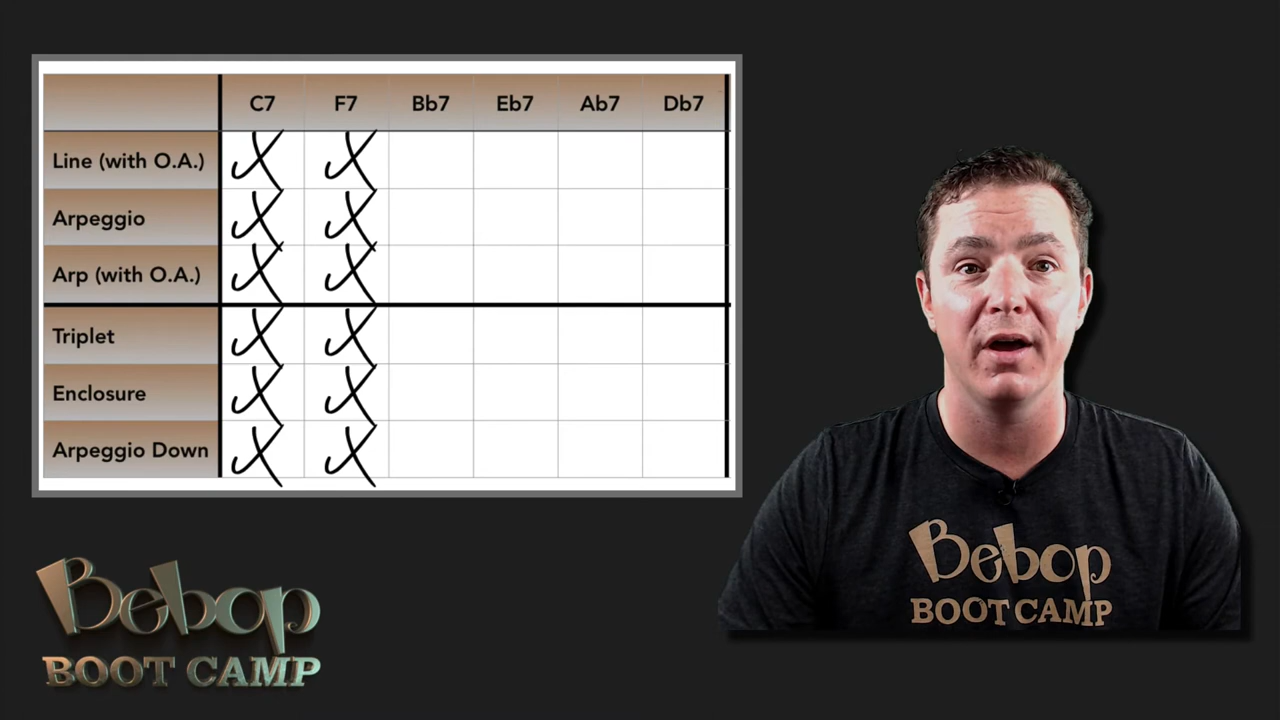 C7 F7 Bb7 Eb7 Ab7 Db7
Line (with O.A.) X X
Arpeggio X X
Arp (with O.A.) X X
Triplet X X
Enclosure X X
Arpeggio Down X X
Bebop
BOOT CAMP
Bebop
BOOT CAMP